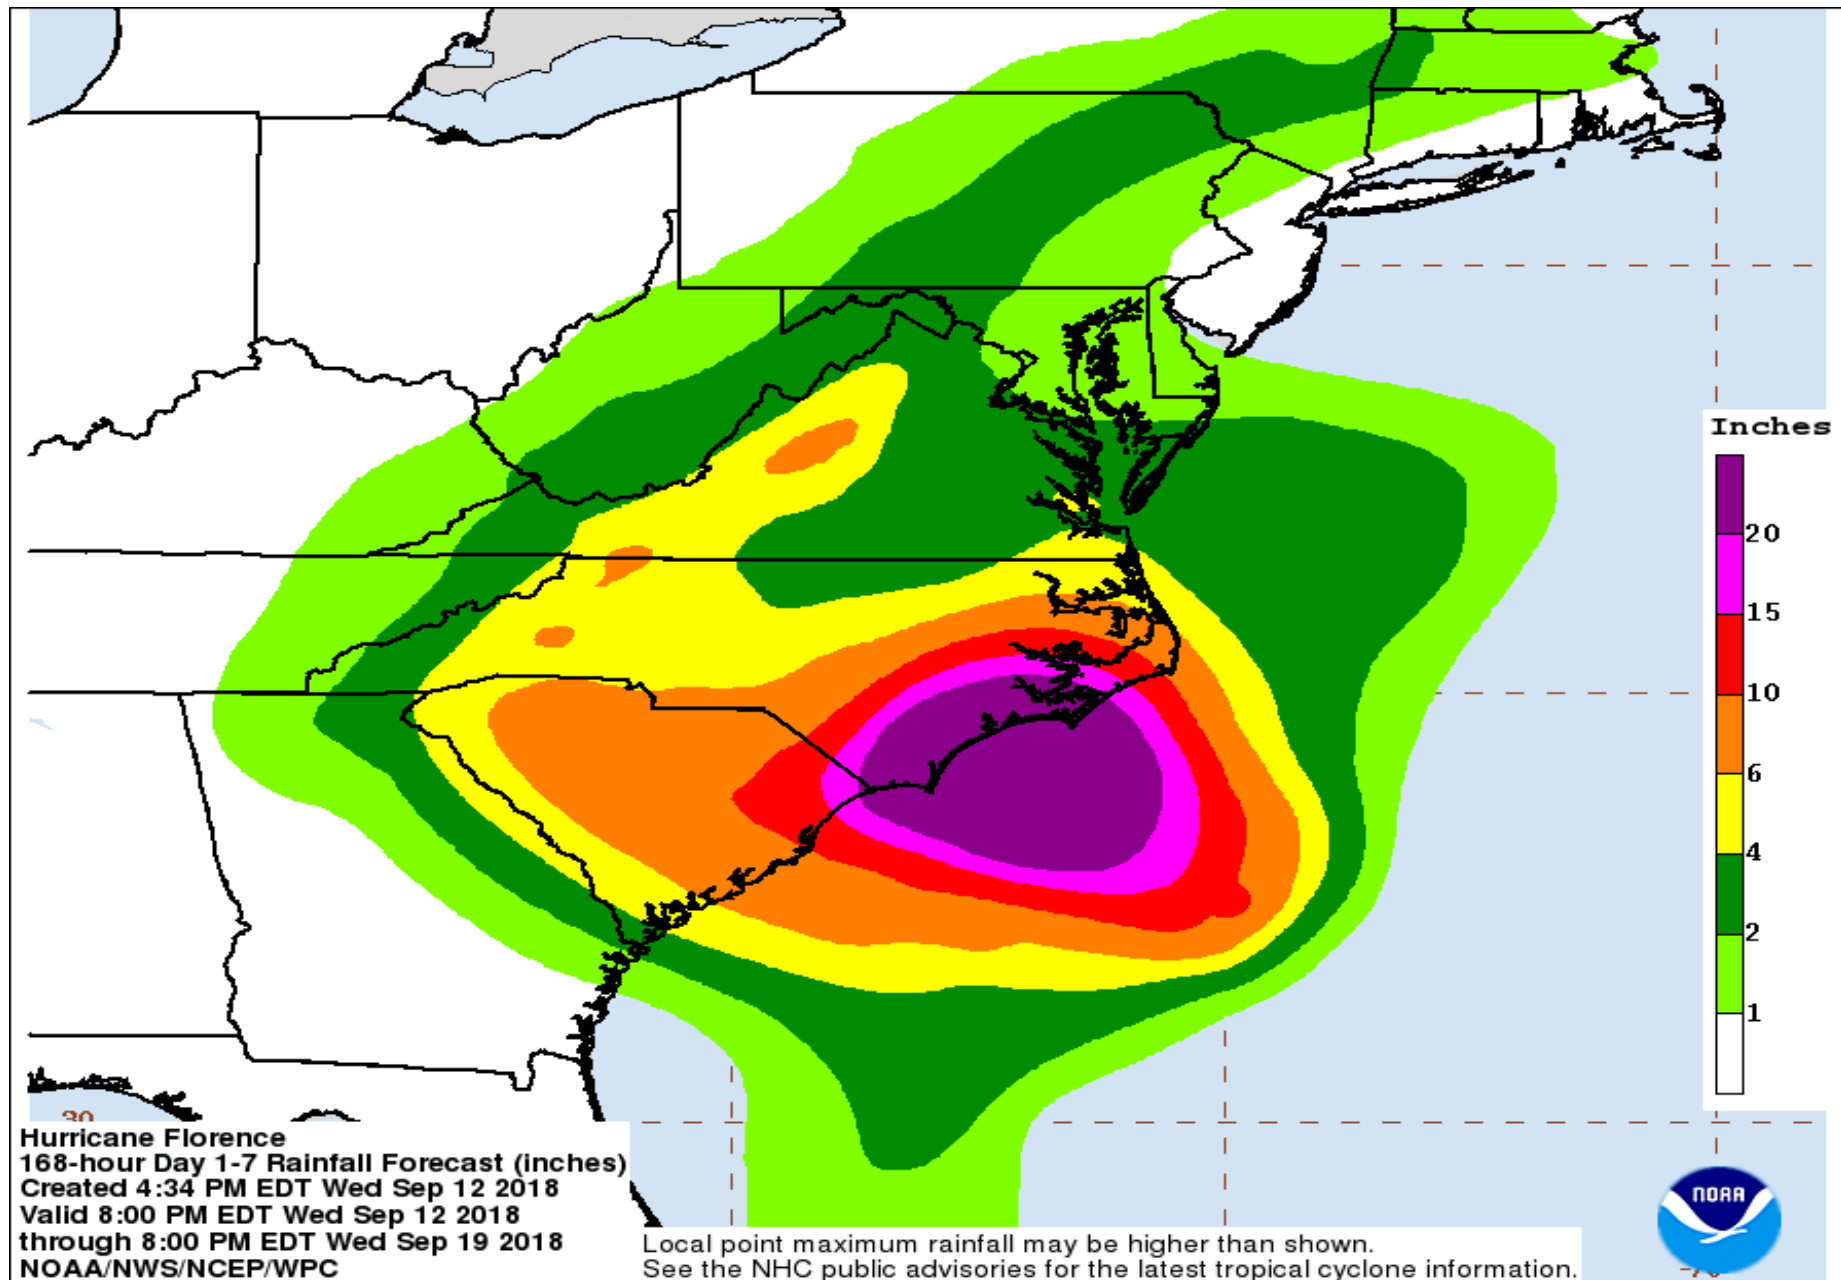 Inches
20
15
10
6
4
2
1
30
Hurricane Florence
168-hour Day 1-7 Rainfall Forecast (inches)
Created 4:34 PM EDT Wed Sep 12 2018
Valid 8:00 PM EDT Wed Sep 12 2018
through 8:00 PM EDT Wed Sep 19 2018
NOAA/NWS/NCEP/WPC
Local point maximum rainfall may be higher than shown.
See the NHC public advisories for the latest tropical cyclone information.
NOAA